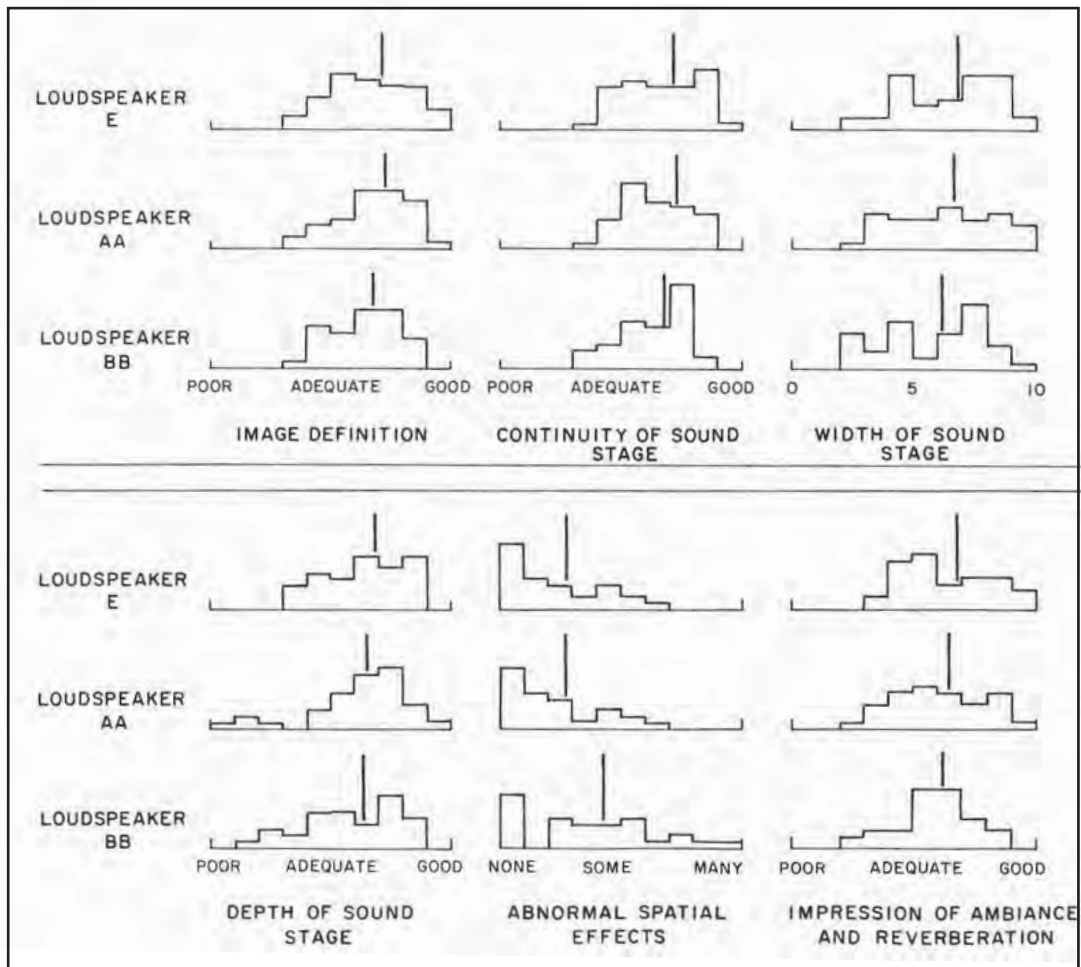 LOUDSPEAKER
E
LOUDSPEAKER
AA
LOUDSPEAKER
BB
POOR ADEQUATE GOOD
POOR ADEQUATE GOOD
0 5 10
IMAGE DEFINITION
CONTINUITY OF SOUND
STAGE
WIDTH OF SOUND
STAGE
LOUDSPEAKER
E
LOUDSPEAKER
AA
LOUDSPEAKER
BB
POOR ADEQUATE GOOD
NONE SOME MANY
POOR ADEQUATE GOOD
DEPTH OF SOUND
STAGE
ABNORMAL SPATIAL
EFFECTS
IMPRESSION OF AMBIANCE
AND REVERBERATION